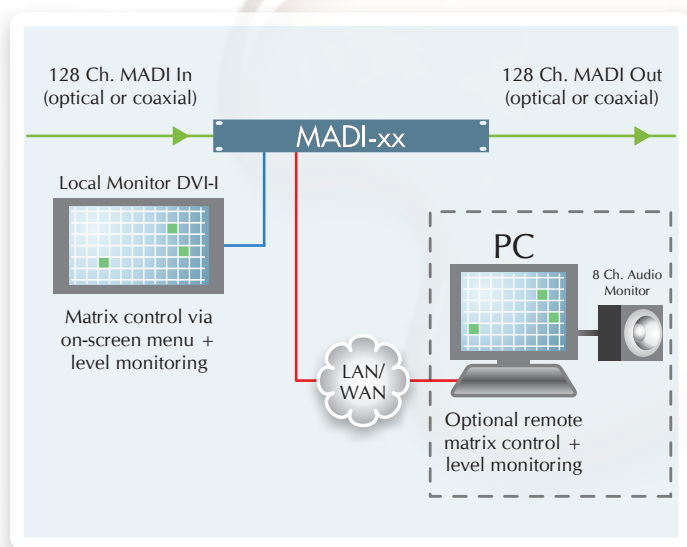 128 Ch. MADI In
(optical or coaxial)
128 Ch. MADI Out
(optical or coaxial)
MADI-xx
Local Monitor DVI-I
Matrix control via
on-screen menu +
level monitoring
LAN/
WAN
PC
8 Ch. Audio
Monitor
Optional remote
matrix control +
level monitoring